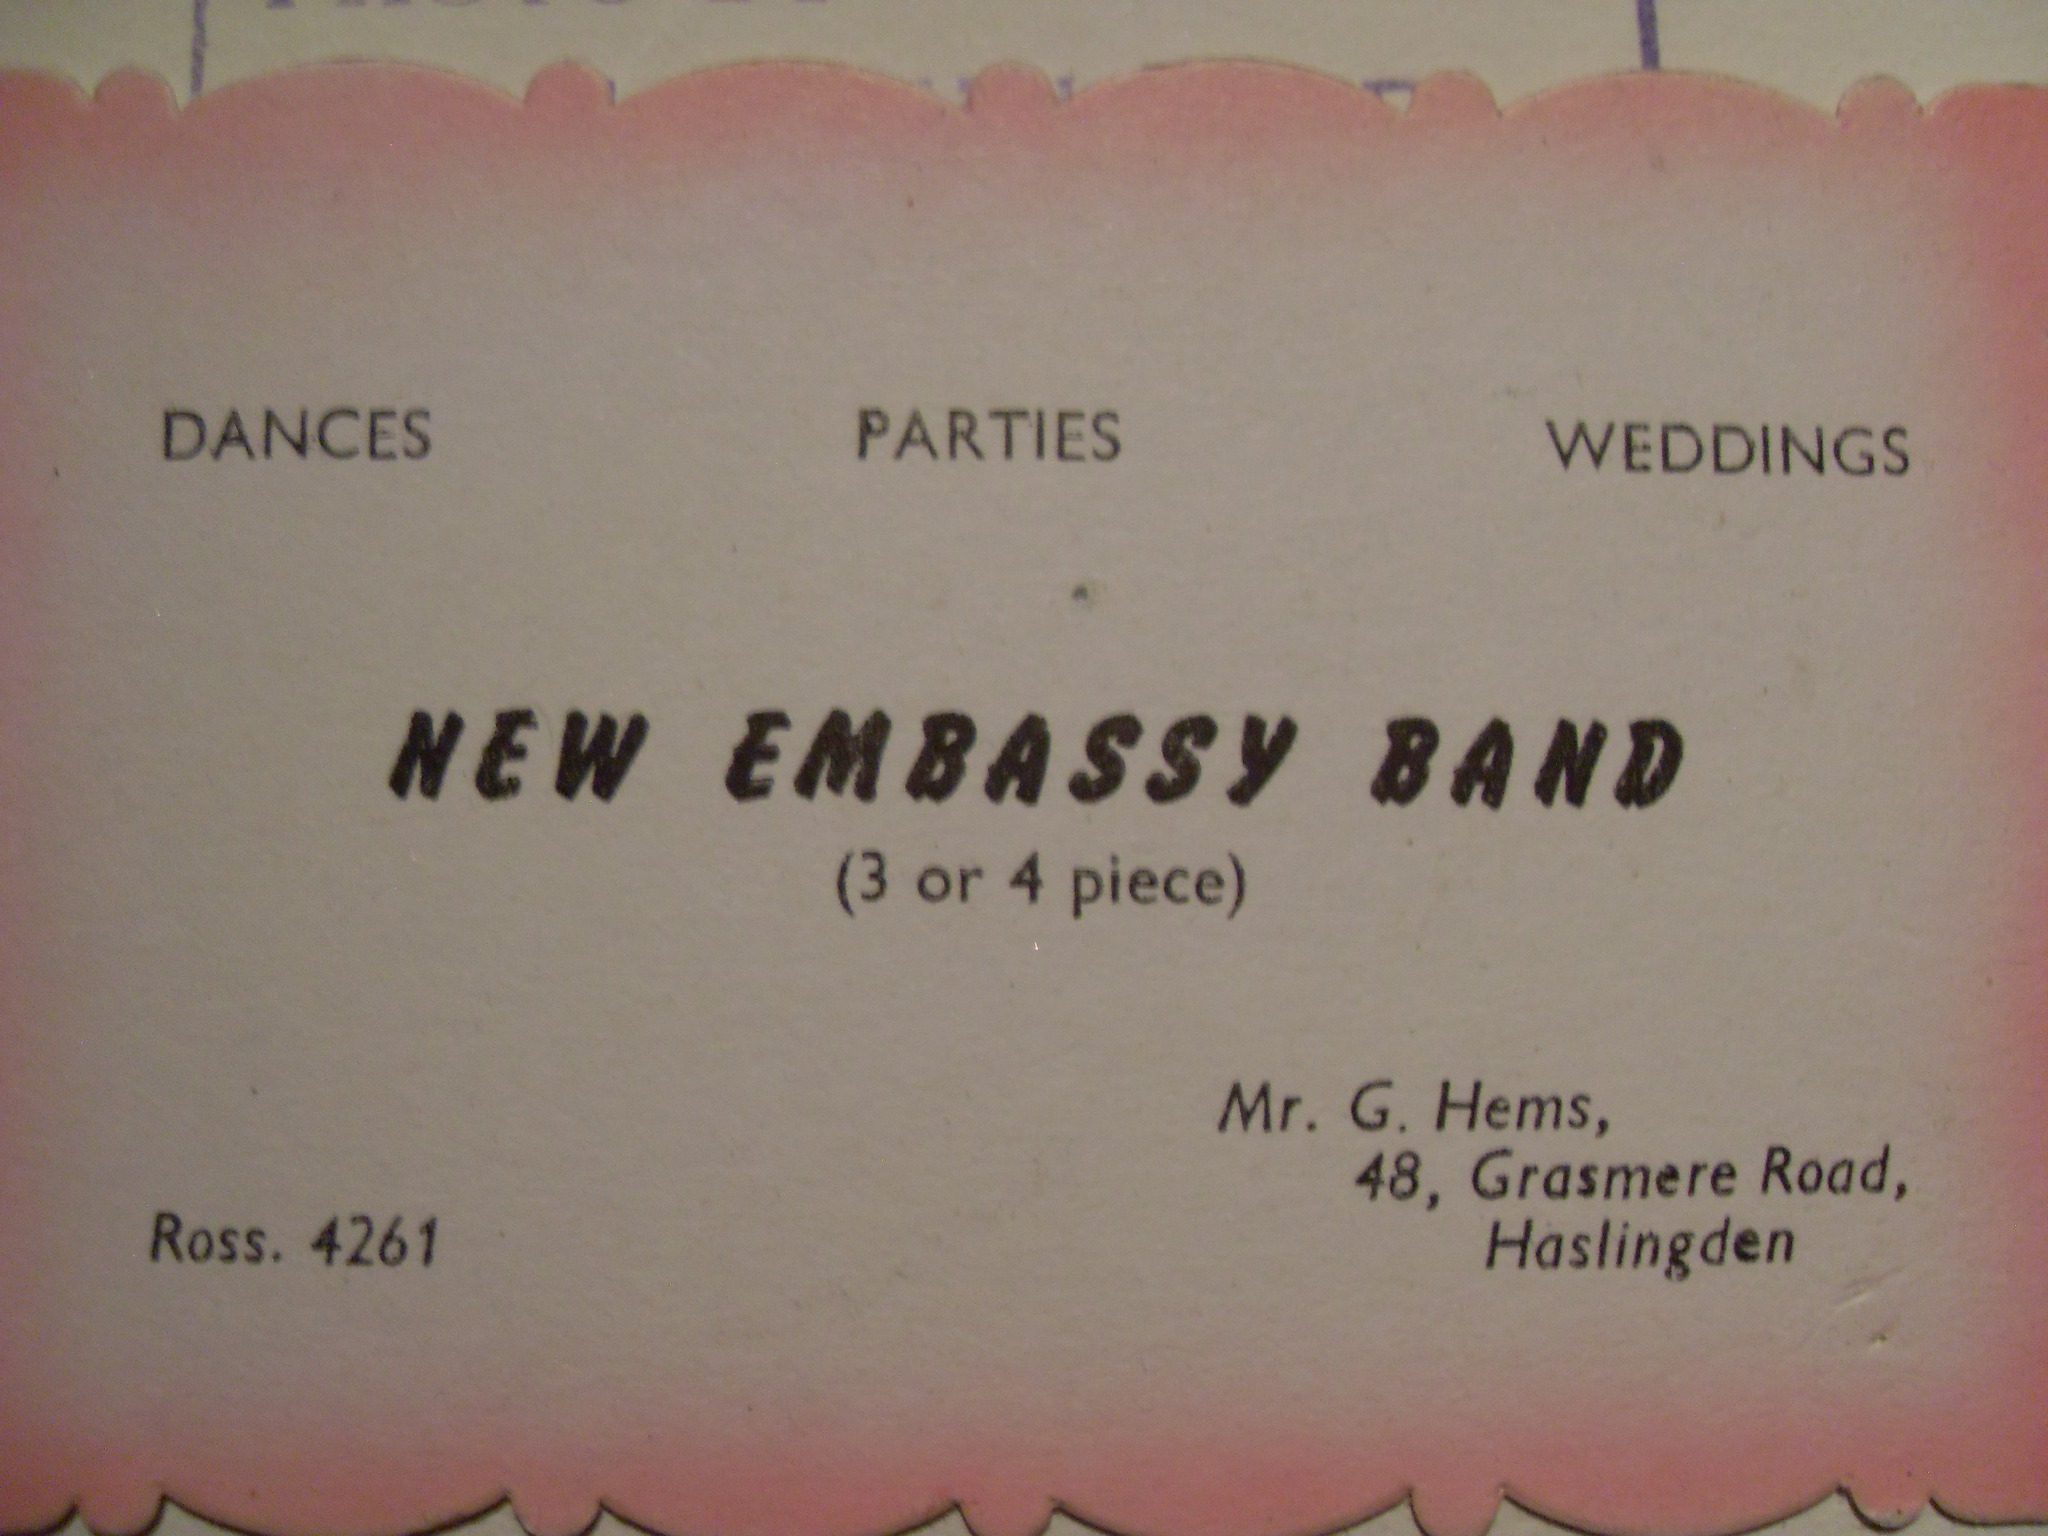 DANCES PARTIES WEDDINGS
NEW EMBASSY BAND
(3 or 4 piece)
Mr. G. Hems,
48, Grasmere Road,
Haslingden
Ross. 4261